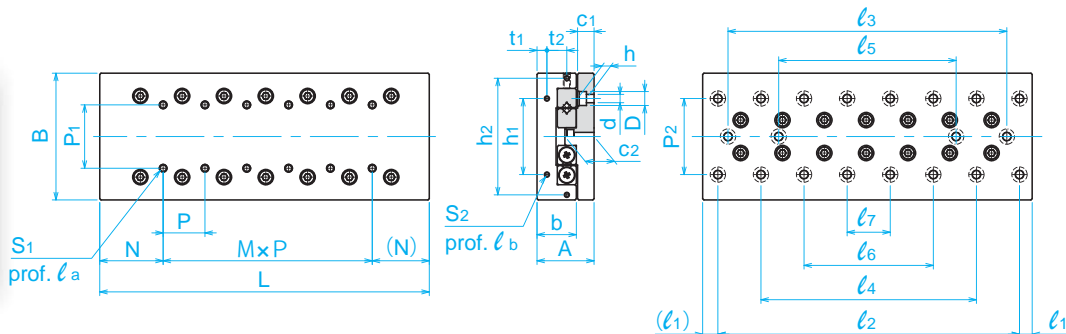 B
P1
S1
prof. ℓa
N
P
M×P
(N)
L
t1
t2
c1
h
h2
h1
d
D
c2
S2
prof. ℓb
b
A
ℓ3
ℓ5
P2
ℓ7
ℓ6
ℓ4
(ℓ1)
ℓ2
ℓ1